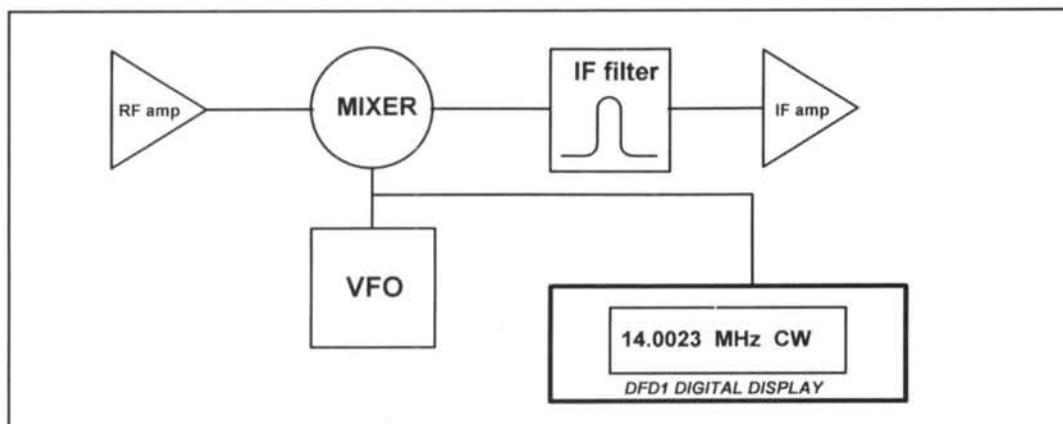 RF amp
MIXER
IF filter
IF amp
VFO
14.0023 MHz CW
DFD1 DIGITAL DISPLAY